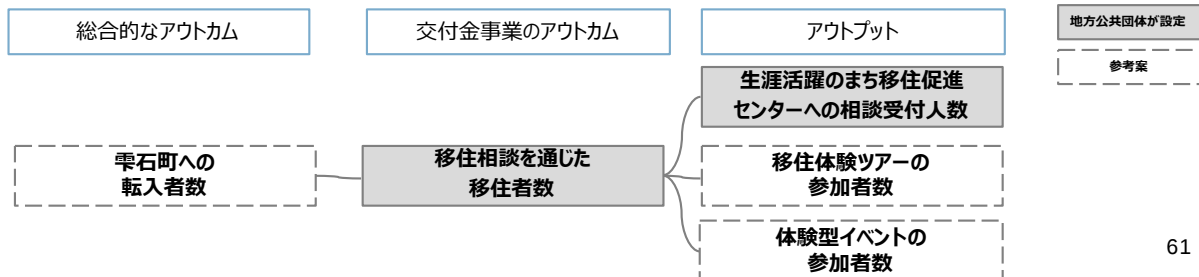 総合的なアウトカム
交付金事業のアウトカム
アウトプット
地方公共団体が設定
参考案
生涯活躍のまち移住促進
センターへの相談受付人数
雫石町への
転入者数
移住相談を通じた
移住者数
移住体験ツアーの
参加者数
体験型イベントの
参加者数
61